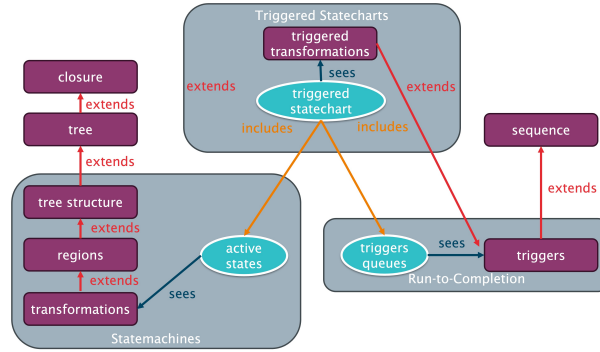 Triggered Statecharts
triggered
transformations
extends
sees
extends
triggered
statechart
includes
includes
closure
extends
tree
extends
tree structure
extends
regions
extends
transformations
active
states
sees
Statemachines
sequence
extends
triggers
queues
sees
triggers
Run-to-Completion